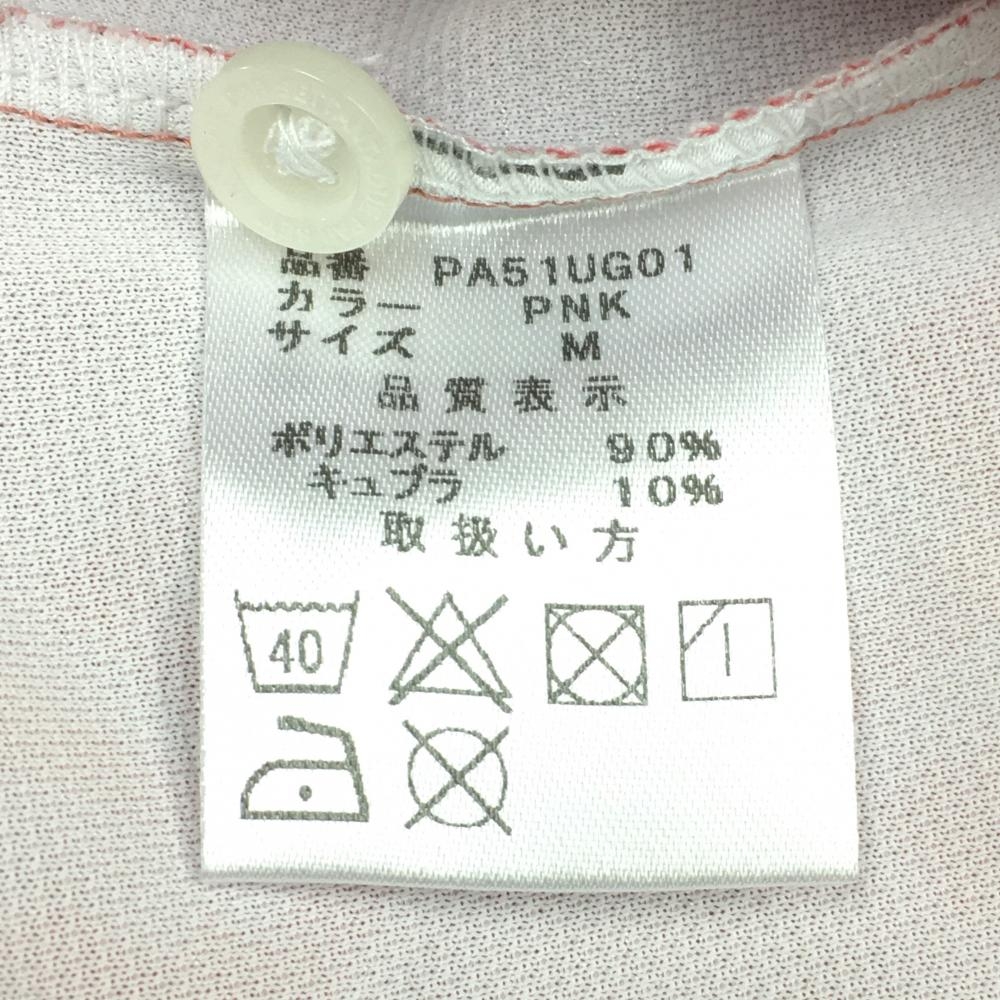 品番 PA51UG01
カラー PNK
サイズ M
品質表示
ポリエステル 90%
キュプラ 10%
取扱い方
40